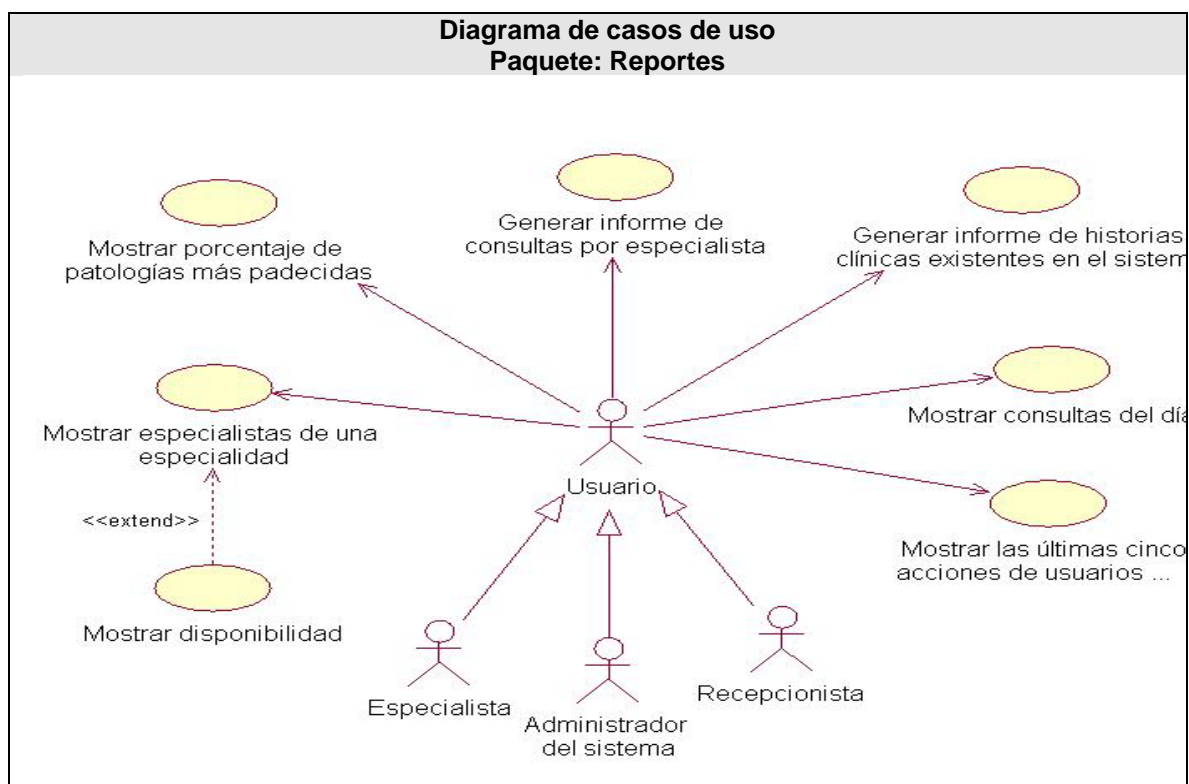 Diagrama de casos de uso
Paquete: Reportes
Mostrar porcentaje de
patologías más padecidas
Generar informe de
consultas por especialista
Generar informe de historias
clínicas existentes en el sistem
Mostrar especialistas de una
especialidad
Mostrar consultas del día
Usuario
<<extend>>
Mostrar las últimas cinco
acciones de usuarios ...
Mostrar disponibilidad
Especialista
Administrador
del sistema
Recepcionista